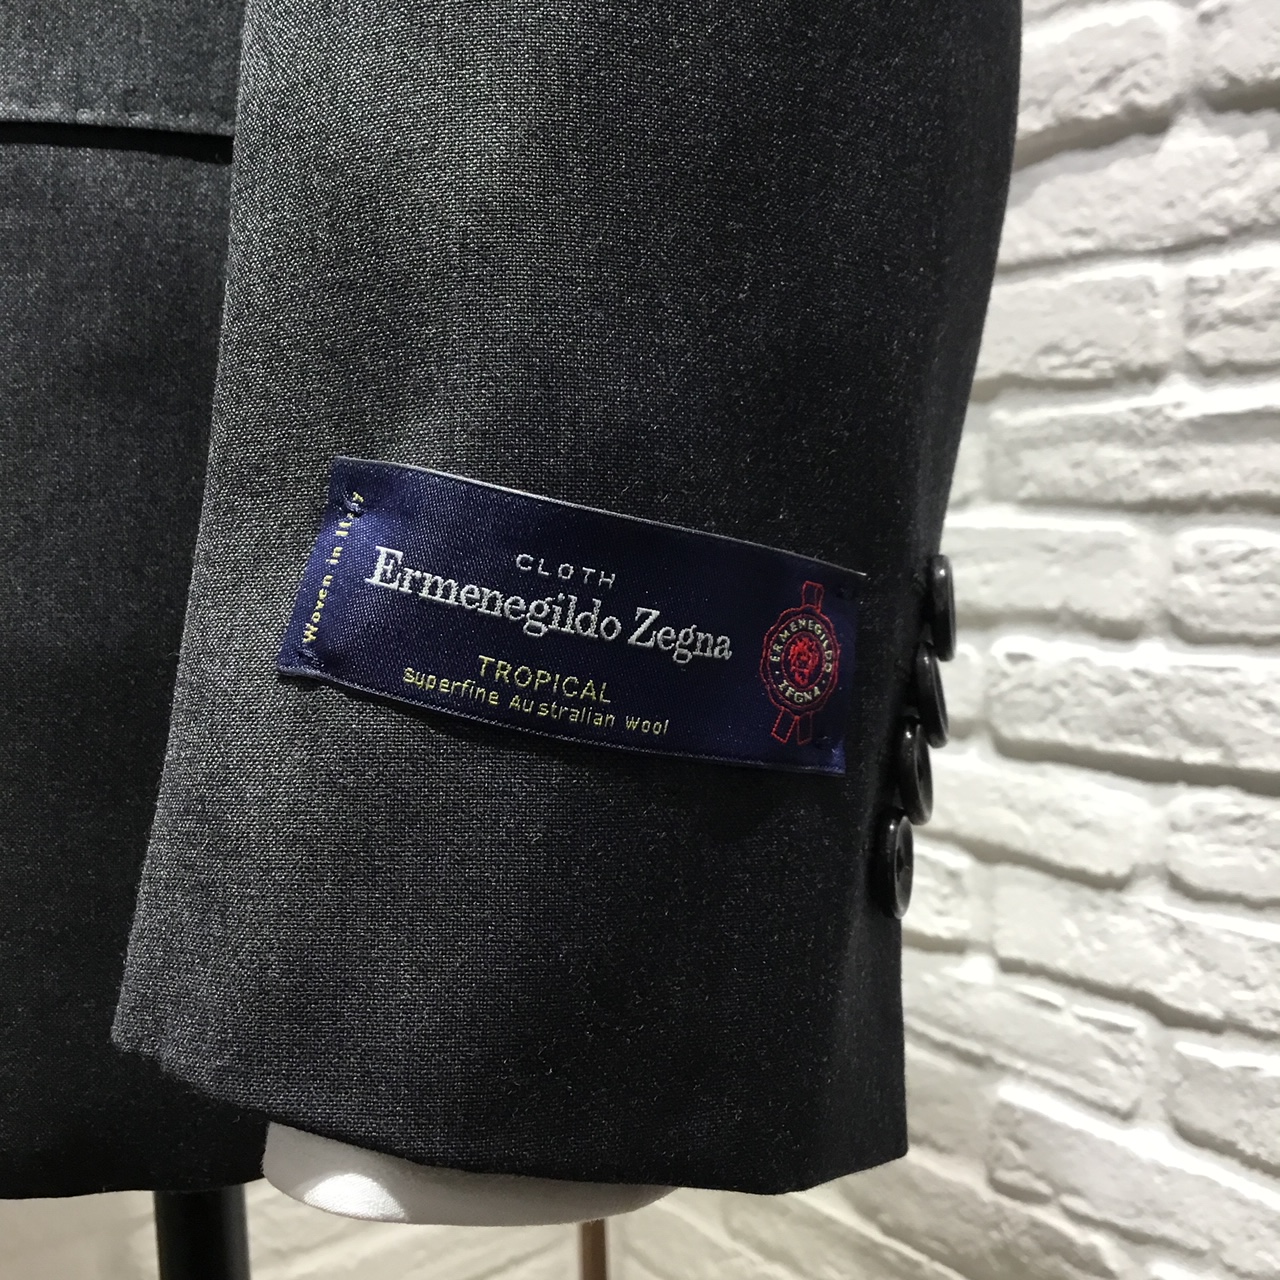 Woven in Italy
CLOTH
Ermenegildo Zegna
TROPICAL
Superfine Australian wool
ERMENEGILDO
ZEGNA